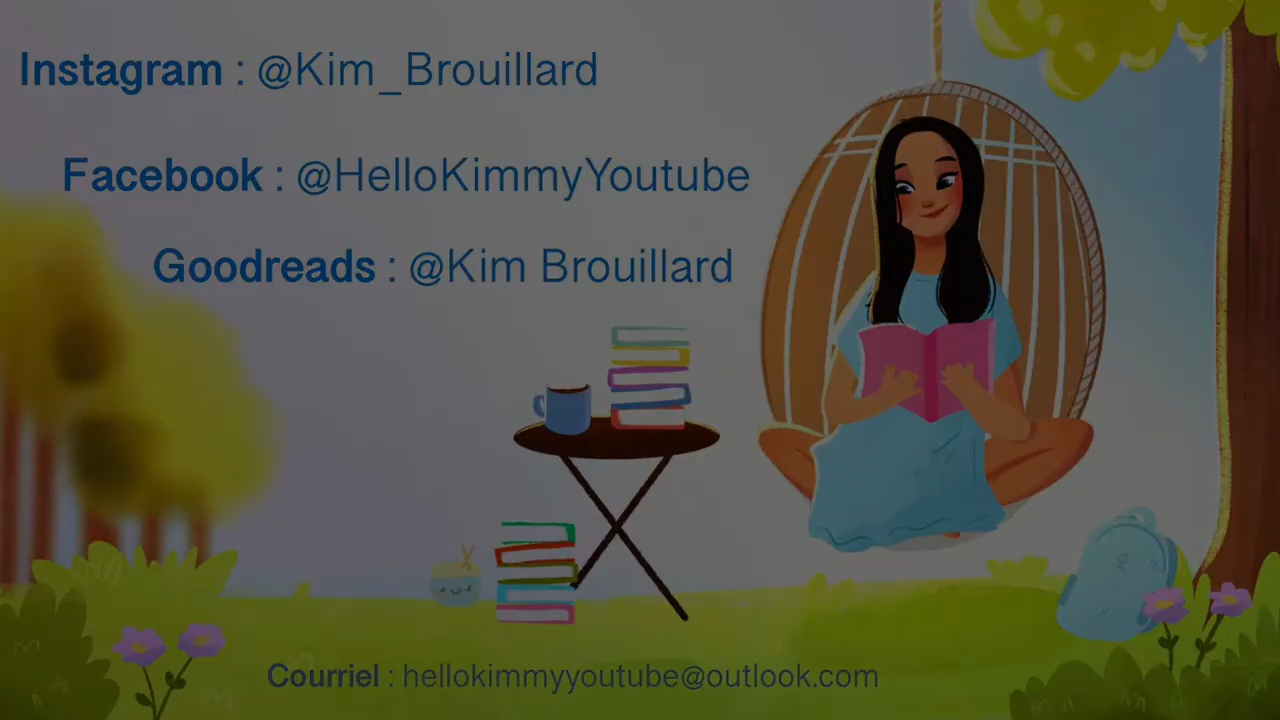 Instagram : @Kim_Brouillard
Facebook : @HelloKimmyYoutube
Goodreads : @Kim Brouillard
Courriel : hellokimmyyoutube@outlook.com